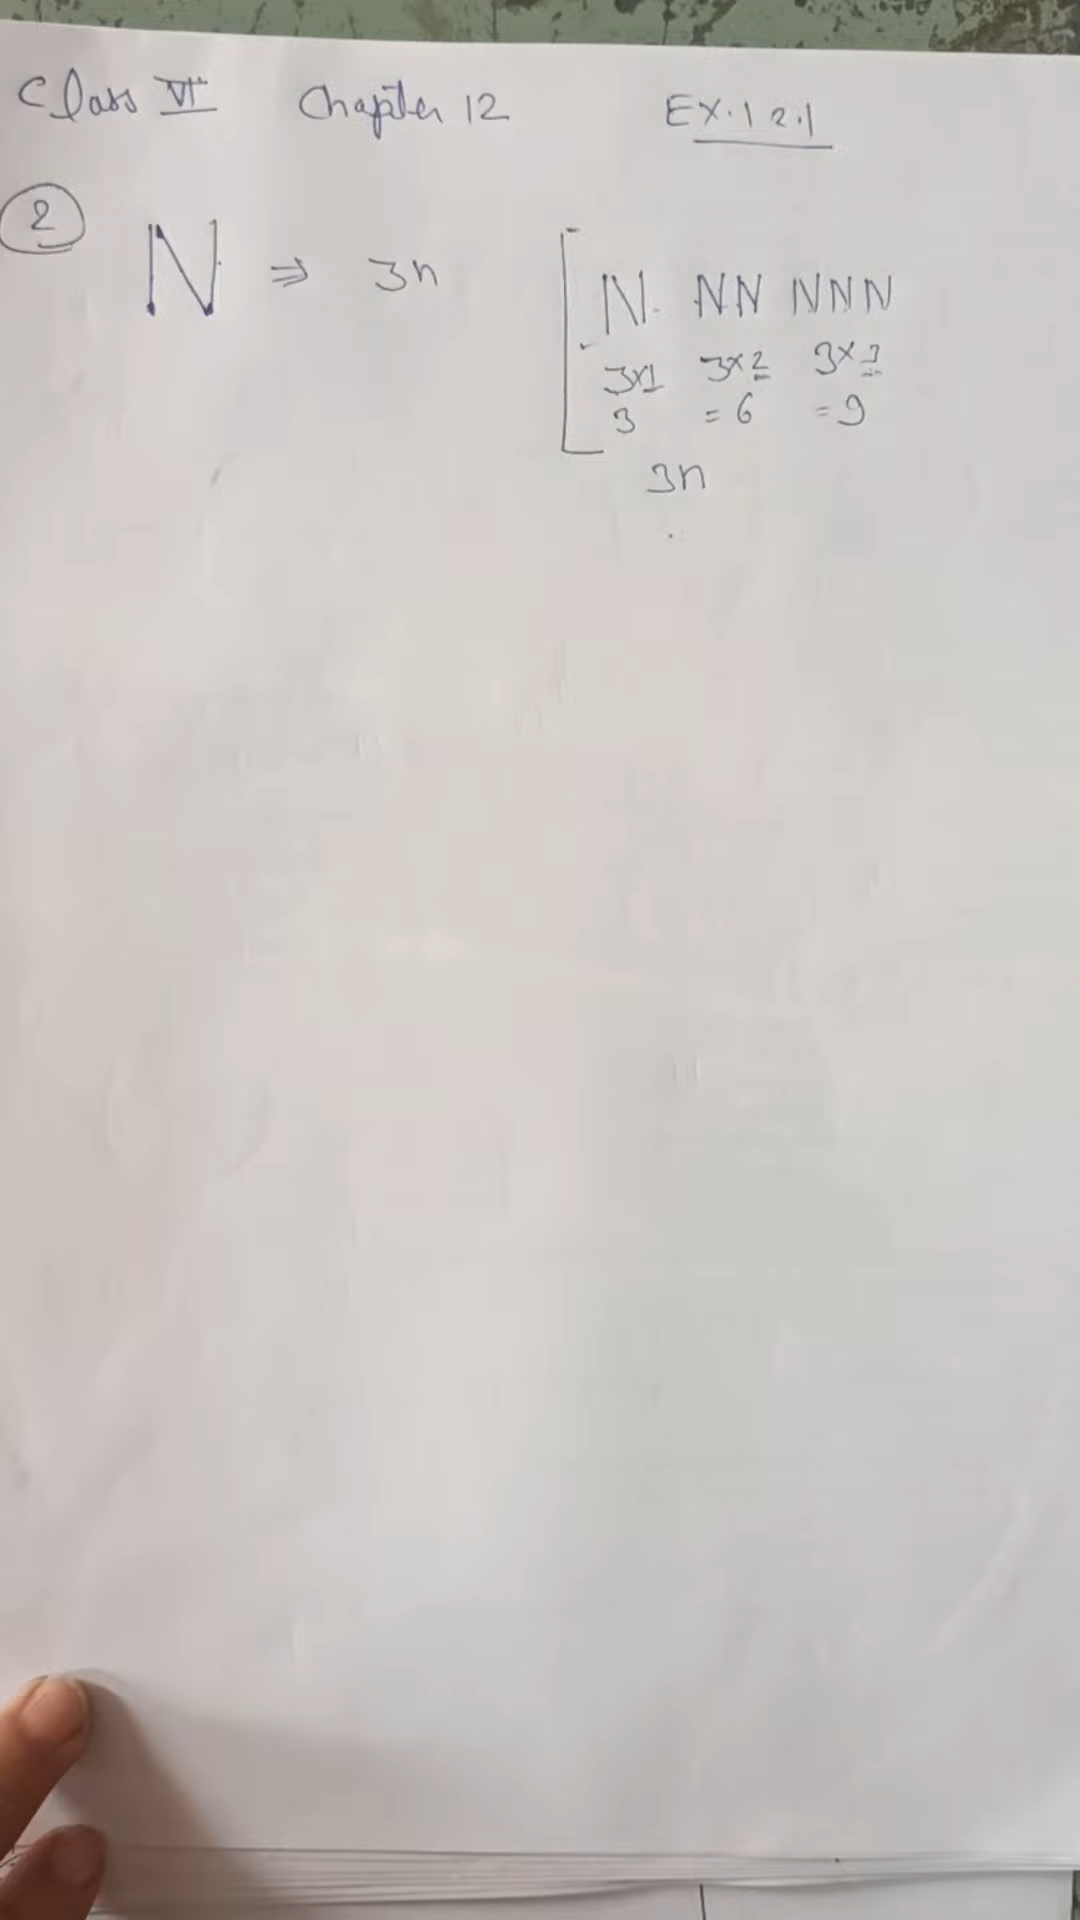 Class VI Chapter 12 Ex.12.1
2
N ⇒ 3n
N NN NNN
3×1 3×2 3×3
3 = 6 = 9
3n